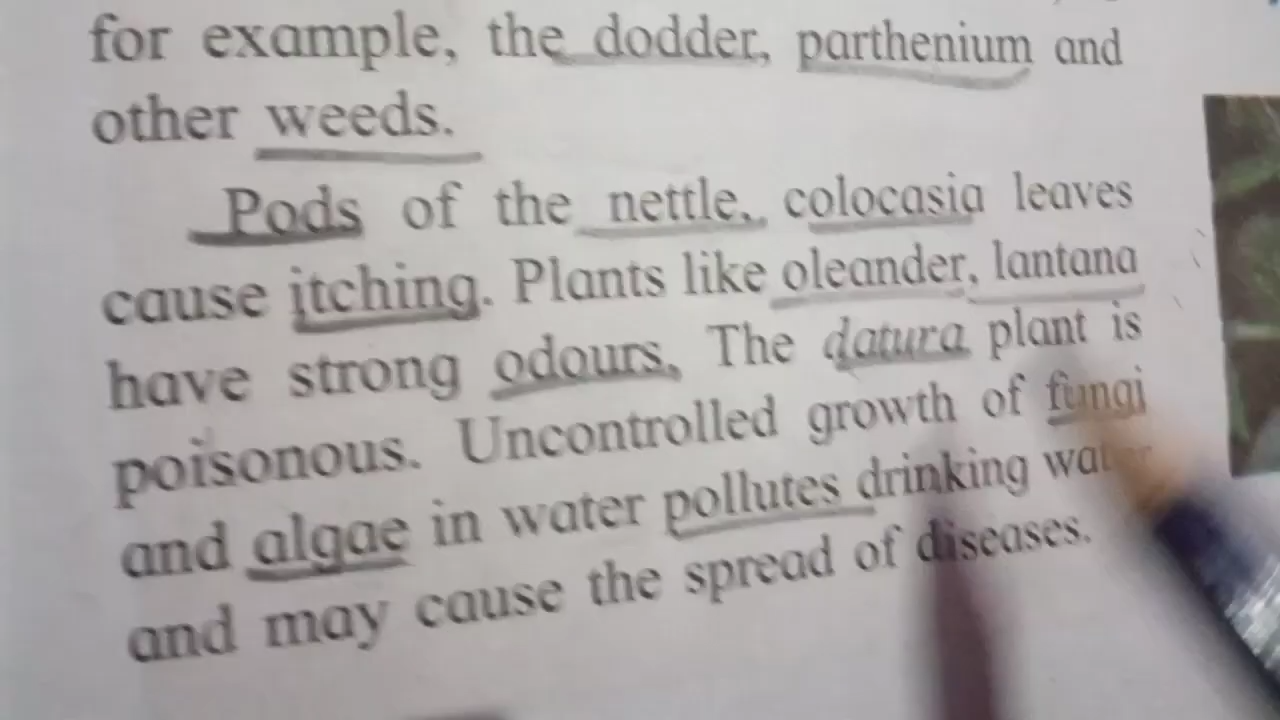 for example, the dodder, parthenium and
other weeds.
Pods of the nettle, colocasia leaves
cause itching. Plants like oleander, lantana
have strong odours. The datura plant is
poisonous. Uncontrolled growth of fungi
and algae in water pollutes drinking water
and may cause the spread of diseases.